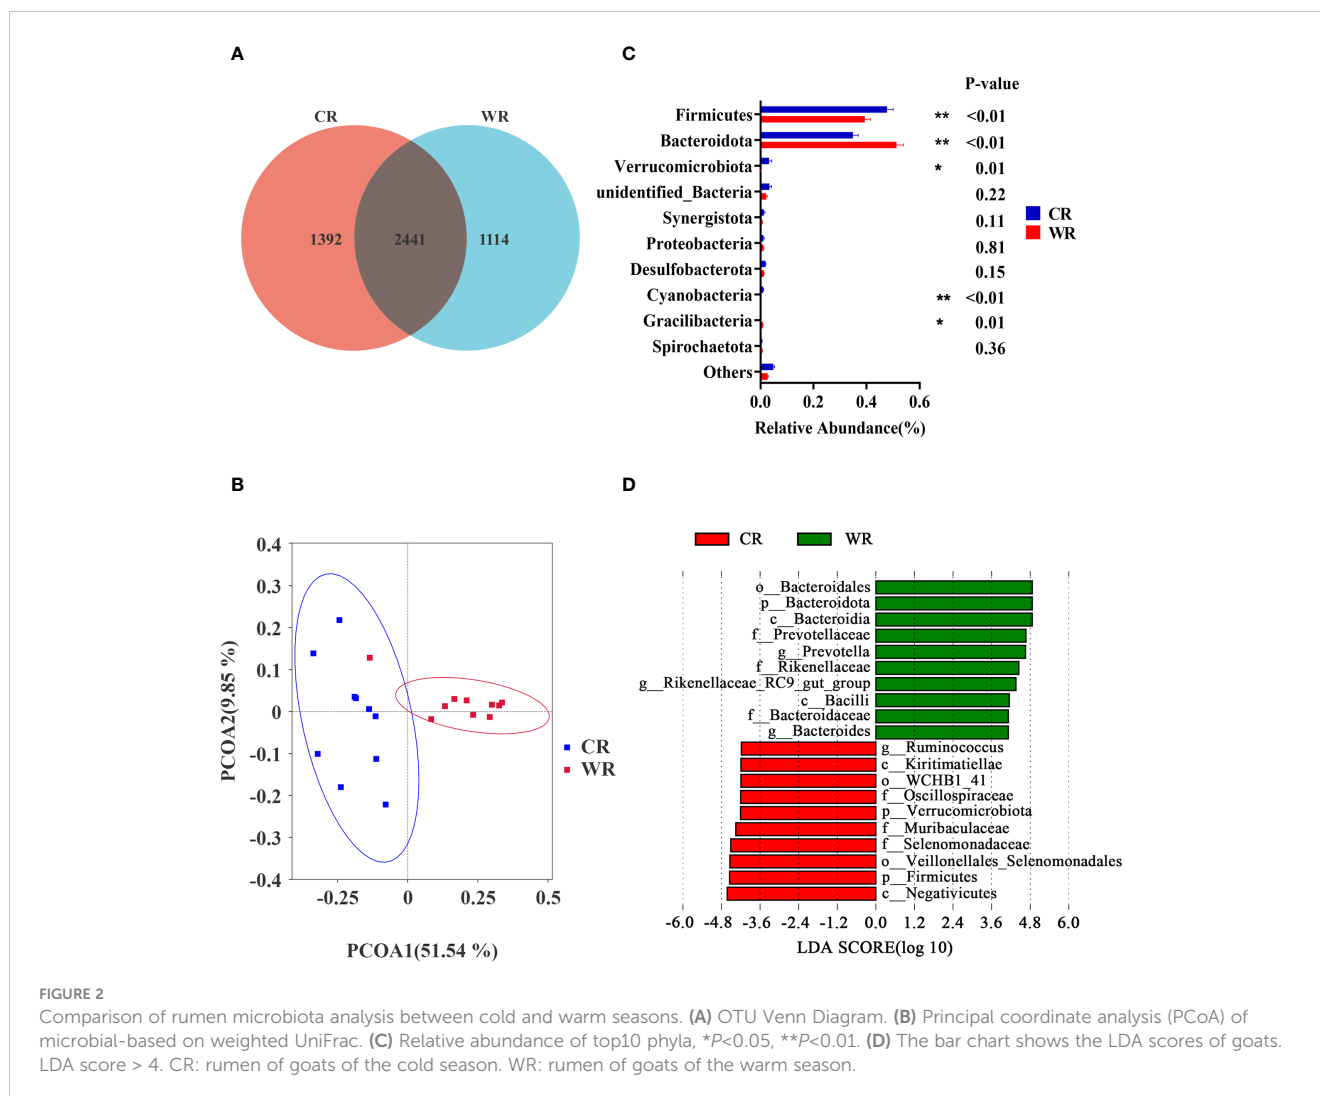 A
CR
WR
1392
2441
1114
C
P-value
Firmicutes ** <0.01
Bacteroidota ** <0.01
Verrucomicrobiota * 0.01
unidentified_Bacteria 0.22
Synergistota 0.11
Proteobacteria 0.81
Desulfobacterota 0.15
Cyanobacteria ** <0.01
Gracilibacteria * 0.01
Spirochaetota 0.36
Others
CR
WR
0.0 0.2 0.4 0.6
Relative Abundance(%)
B
0.4
0.3
0.2
0.1
0
-0.1
-0.2
-0.3
-0.4
PCOA2(9.85 %)
-0.25 0 0.25 0.5
PCOA1(51.54 %)
CR
WR
D
CR WR
o__Bacteroidales
p__Bacteroidota
c__Bacteroidia
f__Prevotellaceae
g__Prevotella
f__Rikenellaceae
g__Rikenellaceae_RC9_gut_group
c__Bacilli
f__Bacteroidaceae
g__Bacteroides
g__Ruminococcus
c__Kiritimatiellae
o__WCHB1_41
f__Oscillospiraceae
p__Verrucomicrobiota
f__Muribaculaceae
f__Selenomonadaceae
o__Veillonellales_Selenomonadales
p__Firmicutes
c__Negativicutes
-6.0 -4.8 -3.6 -2.4 -1.2 0.0 1.2 2.4 3.6 4.8 6.0
LDA SCORE(log 10)
FIGURE 2
Comparison of rumen microbiota analysis between cold and warm seasons. (A) OTU Venn Diagram. (B) Principal coordinate analysis (PCoA) of
microbial-based on weighted UniFrac. (C) Relative abundance of top10 phyla, *P<0.05, **P<0.01. (D) The bar chart shows the LDA scores of goats.
LDA score > 4. CR: rumen of goats of the cold season. WR: rumen of goats of the warm season.